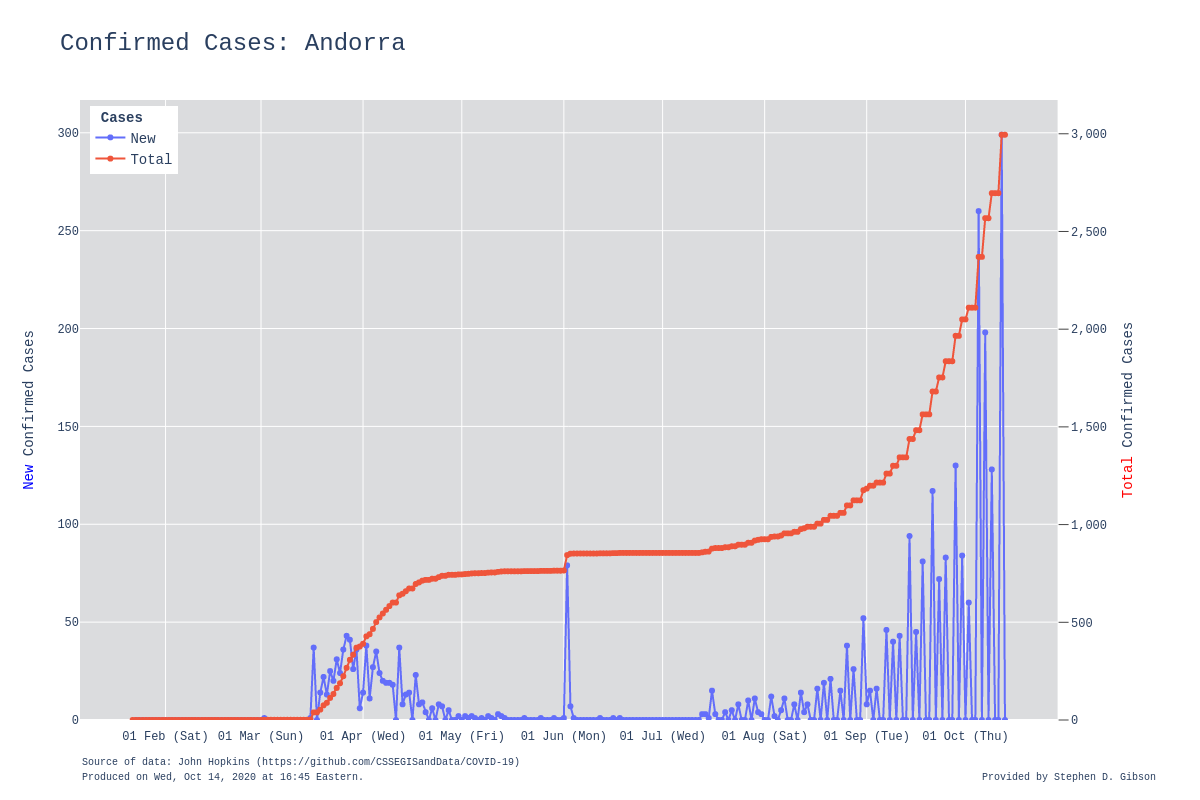 Confirmed Cases: Andorra
Cases
New
Total
300
250
200
150
100
50
0
3,000
2,500
2,000
1,500
1,000
500
0
New Confirmed Cases
Total Confirmed Cases
01 Feb (Sat) 01 Mar (Sun) 01 Apr (Wed) 01 May (Fri) 01 Jun (Mon) 01 Jul (Wed) 01 Aug (Sat) 01 Sep (Tue) 01 Oct (Thu)
Source of data: John Hopkins (https://github.com/CSSEGISandData/COVID-19)
Produced on Wed, Oct 14, 2020 at 16:45 Eastern.
Provided by Stephen D. Gibson